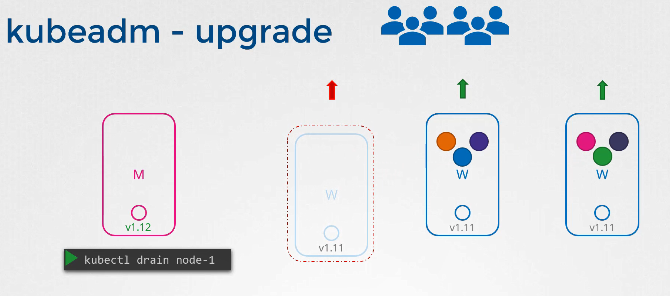 kubeadm - upgrade
M
W
W
W
v1.12
v1.11
v1.11
v1.11
kubectl drain node-1